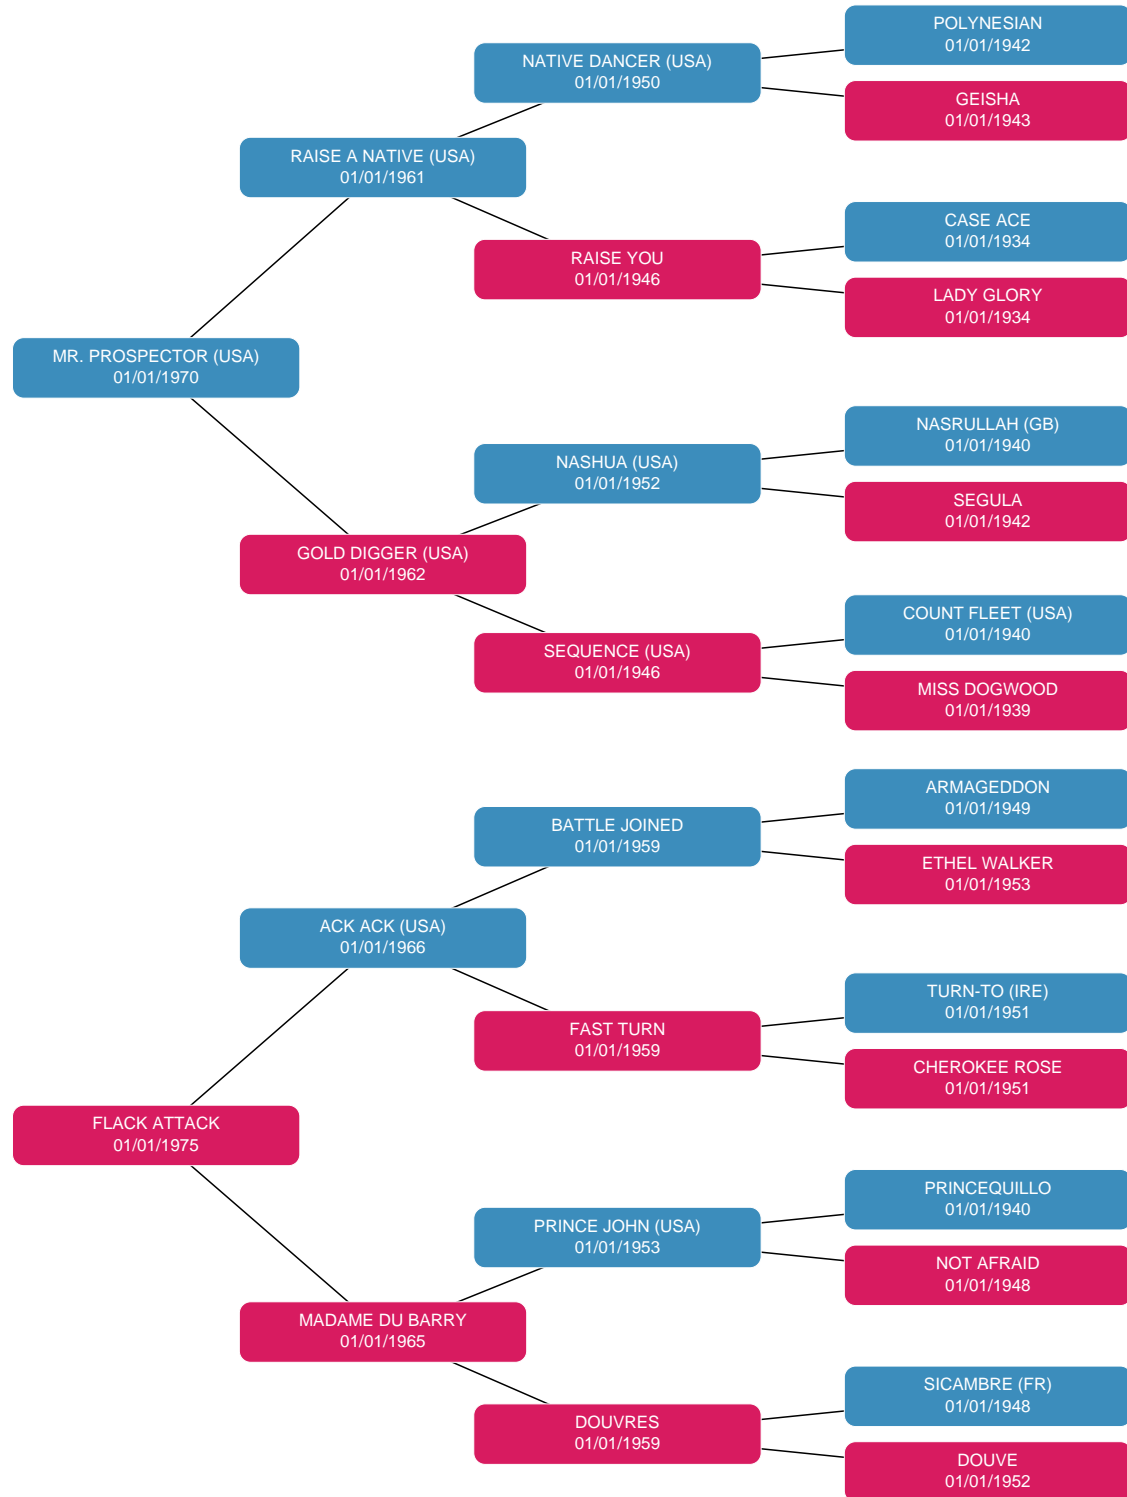 POLYNESIAN
01/01/1942
NATIVE DANCER (USA)
01/01/1950
GEISHA
01/01/1943
RAISE A NATIVE (USA)
01/01/1961
CASE ACE
01/01/1934
RAISE YOU
01/01/1946
LADY GLORY
01/01/1934
MR. PROSPECTOR (USA)
01/01/1970
NASRULLAH (GB)
01/01/1940
NASHUA (USA)
01/01/1952
SEGULA
01/01/1942
GOLD DIGGER (USA)
01/01/1962
COUNT FLEET (USA)
01/01/1940
SEQUENCE (USA)
01/01/1946
MISS DOGWOOD
01/01/1939
ARMAGEDDON
01/01/1949
BATTLE JOINED
01/01/1959
ETHEL WALKER
01/01/1953
ACK ACK (USA)
01/01/1966
TURN-TO (IRE)
01/01/1951
FAST TURN
01/01/1959
CHEROKEE ROSE
01/01/1951
FLACK ATTACK
01/01/1975
PRINCEQUILLO
01/01/1940
PRINCE JOHN (USA)
01/01/1953
NOT AFRAID
01/01/1948
MADAME DU BARRY
01/01/1965
SICAMBRE (FR)
01/01/1948
DOUVRES
01/01/1959
DOUVE
01/01/1952